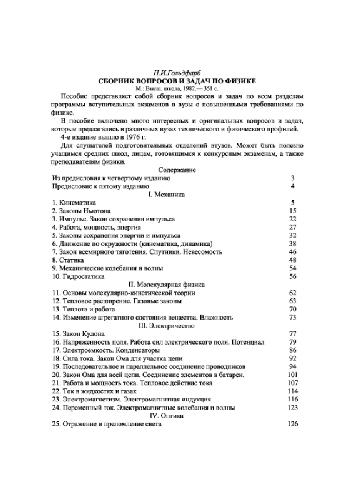 П.И.Гольдфарб
СБОРНИК ВОПРОСОВ И ЗАДАЧ ПО ФИЗИКЕ
М.: Высш. школа, 1982.— 351 с.
Пособие представляет собой сборник вопросов и задач по всем разделам
программы вступительных экзаменов в вузы с повышенными требованиями по
физике.
В пособие включено много интересных и оригинальных вопросов и задач,
которые предлагались в различных вузах технического и физического профилей.
4-е издание вышло в 1976 г.
Для слушателей подготовительных отделений втузов. Может быть полезно
учащимся средних школ, лицам, готовящимся к конкурсным экзаменам, а также
преподавателям физики.
Содержание
Из предисловия к четвертому изданию 3
Предисловие к пятому изданию 4
I. Механика
1. Кинематика 5
2. Законы Ньютона 15
3. Импульс. Закон сохранения импульса 22
4. Работа, мощность, энергия 27
5. Законы сохранения энергии и импульса 32
6. Движение по окружности (кинематика, динамика) 38
7. Закон всемирного тяготения. Спутники. Невесомость 46
8. Статика 48
9. Механические колебания и волны 54
10. Гидростатика 56
II. Молекулярная физика
11. Основы молекулярно-кинетической теории 62
12. Тепловое расширение. Газовые законы 63
13. Теплота и работа 70
14. Изменение агрегатного состояния вещества. Влажность 73
III. Электричество
15. Закон Кулона 77
16. Напряженность поля. Работа сил электрического поля. Потенциал 79
17. Электроемкость. Конденсаторы 86
18. Сила тока. Закон Ома для участка цепи 92
19. Последовательное и параллельное соединение проводников 94
20. Закон Ома для всей цепи. Соединение элементов в батареи. 101
21. Работа и мощность тока. Тепловое действие тока 107
22. Ток в жидкостях и газах 114
23. Электромагнетизм. Электромагнитная индукция 116
24. Переменный ток. Электромагнитные колебания и волны 123
IV. Оптика
25. Отражение и преломление света 126